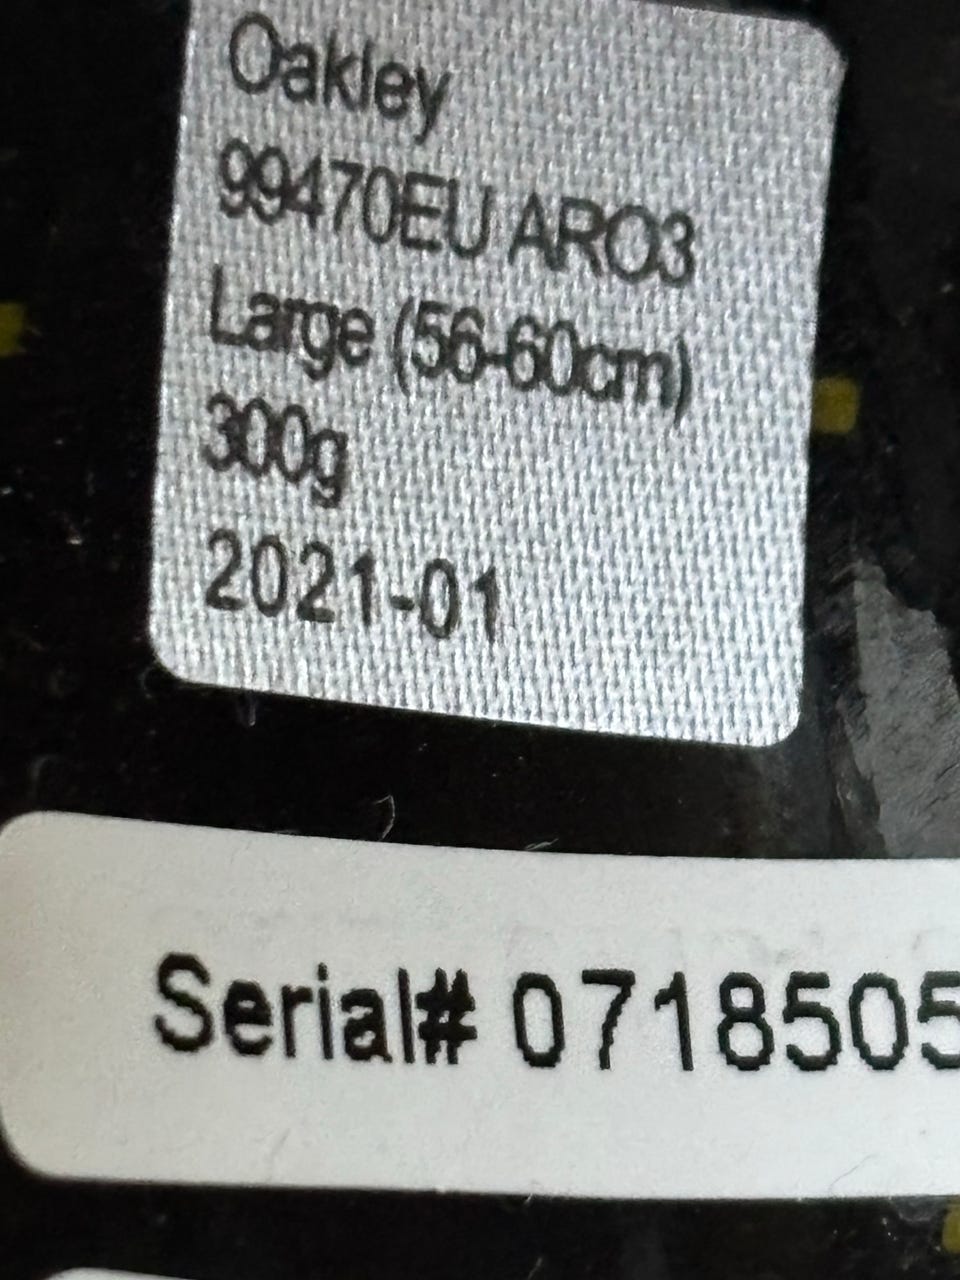 Oakley
99470EU ARO3
Large (56-60cm)
300g
2021-01
Serial# 0718505